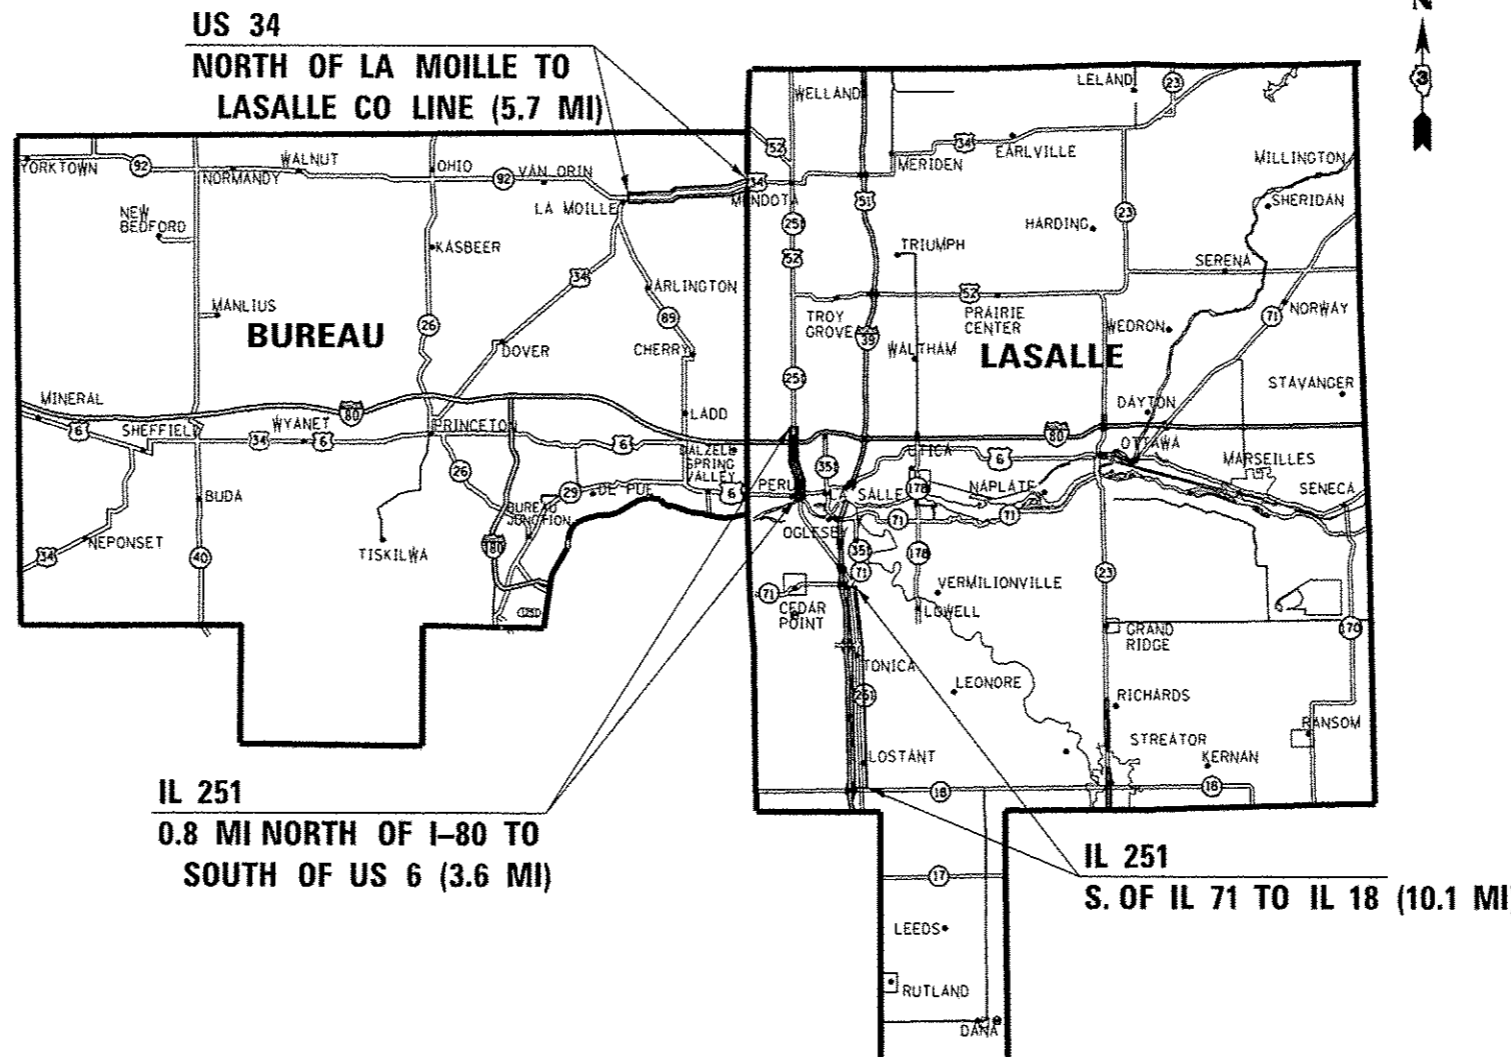 US 34
NORTH OF LA MOILLE TO
LASALLE CO LINE (5.7 MI)
N
3
YORKTOWN
92
NORMANDY
WALNUT
OHIO
92
VAN ORIN
LA MOILLE
34
MENDOTA
NEW
BEDFORD
KASBEER
MANLIUS
34
ARLINGTON
BUREAU
26
89
DOVER
CHERRY
MINERAL
6
SHEFFIELD
34
WYANET
6
80
PRINCETON
LADD
6
DALZELL
SPRING
VALLEY
6
26
29
DE PUE
BUREAU
JUNCTION
BUDA
NEPONSET
34
40
TISKILWA
180
WELLAND
52
LELAND
23
34
MERIDEN
EARLVILLE
MILLINGTON
SHERIDAN
51
251
52
23
HARDING
TRIUMPH
SERENA
52
TROY
GROVE
PRAIRIE
CENTER
WEDRON
71
NORWAY
39
WALTHAM
LASALLE
251
STAVANGER
DAYTON
80
OTTAWA
UTICA
6
MARSEILLES
351
PERU
LA SALLE
178
NAPLATE
SENECA
71
71
OGLESBY
351
71
178
23
71
CEDAR
POINT
VERMILIONVILLE
LOWELL
GRAND
RIDGE
170
TONICA
LEONORE
251
RICHARDS
RANSOM
STREATOR
KERNAN
LOSTANT
18
18
IL 251
0.8 MI NORTH OF I-80 TO
SOUTH OF US 6 (3.6 MI)
IL 251
S. OF IL 71 TO IL 18 (10.1 MI
17
LEEDS
RUTLAND
DANA